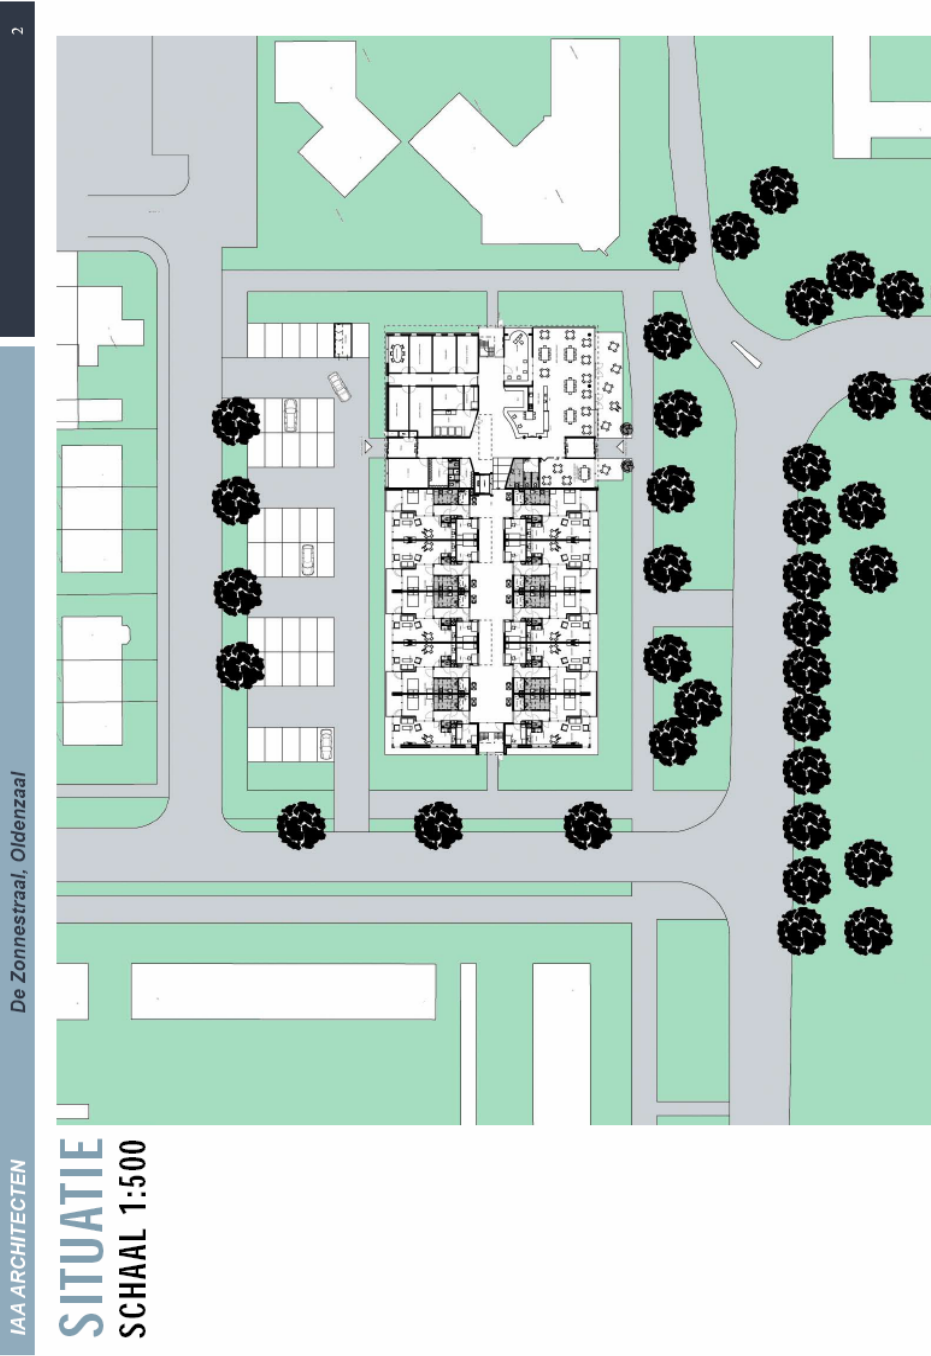 IAA ARCHITECTEN
De Zonnestraal, Oldenzaal
2
SITUATIE
SCHAAL 1:500